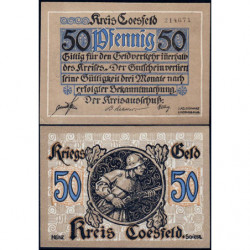 Kreis Coesfeld
50 Pfennig 50
Gültig für den Geldverkehr überhalb
des Kreises. Der Gutschein verliert
seine Gültigkeit drei Monate nach
erfolgter Bekanntmachung.
Der Kreisausschuß:
Kriegs Geld
50 50
Kreis Coesfeld